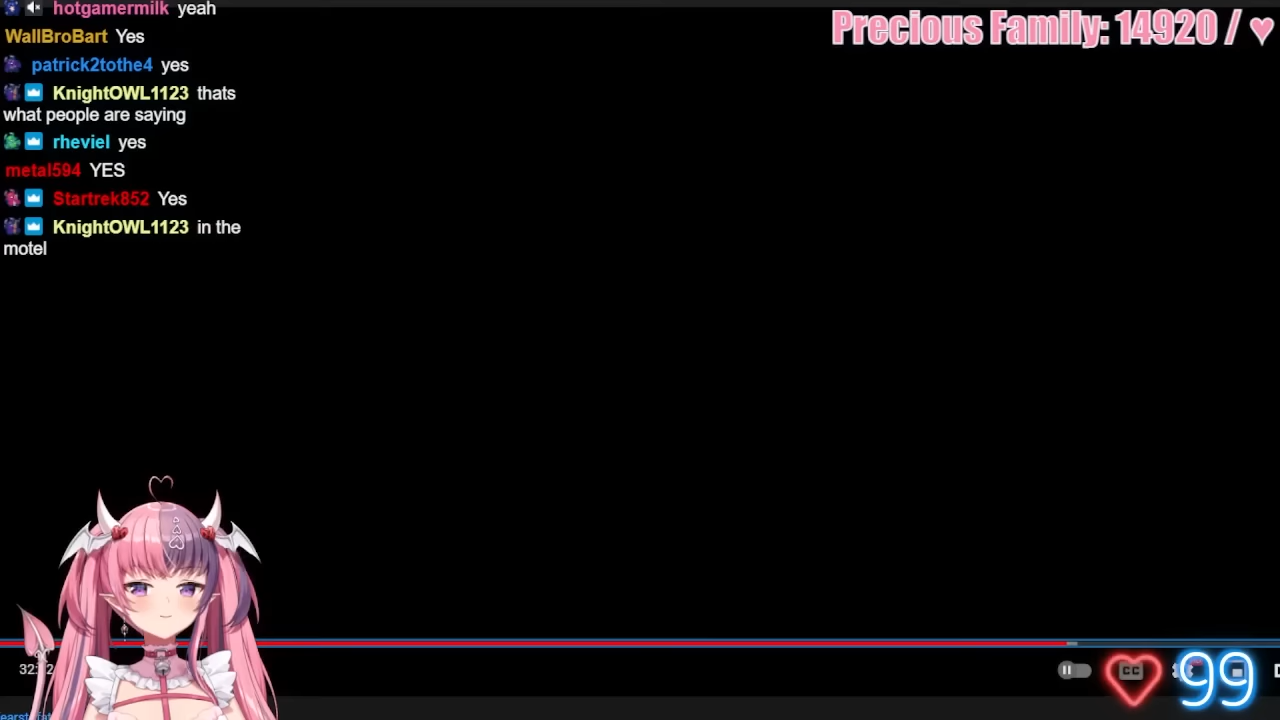 hotgamermilk yeah
Precious Family: 14920 / ♥
WallBroBart Yes
patrick2tothe4 yes
KnightOWL1123 thats
what people are saying
rheviel yes
metal594 YES
Startrek852 Yes
KnightOWL1123 in the
motel
CC
99